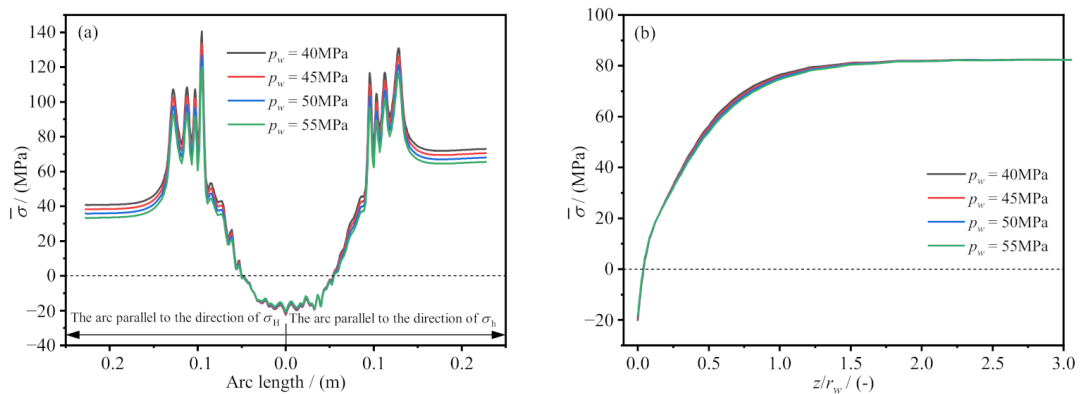 (a)
p_w = 40MPa
p_w = 45MPa
p_w = 50MPa
p_w = 55MPa
140
120
100
80
60
40
20
0
−20
−40
σ̅ / (MPa)
The arc parallel to the direction of σ_H
The arc parallel to the direction of σ_h
0.2 0.1 0.0 0.1 0.2
Arc length / (m)
(b)
100
80
60
40
20
0
−20
σ̅ / (MPa)
p_w = 40MPa
p_w = 45MPa
p_w = 50MPa
p_w = 55MPa
0.0 0.5 1.0 1.5 2.0 2.5 3.0
z/r_w / (-)